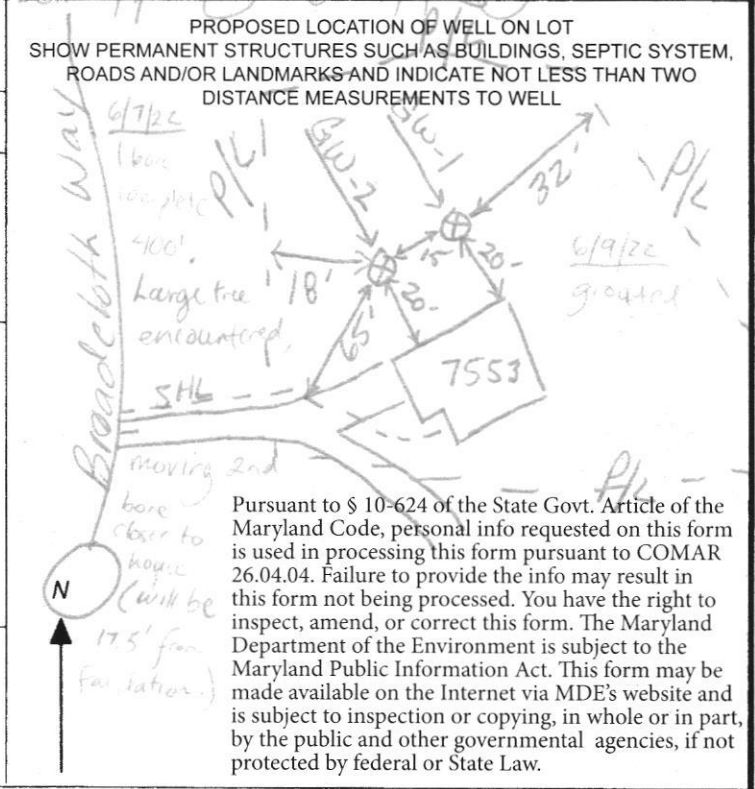 PROPOSED LOCATION OF WELL ON LOT
SHOW PERMANENT STRUCTURES SUCH AS BUILDINGS, SEPTIC SYSTEM,
ROADS AND/OR LANDMARKS AND INDICATE NOT LESS THAN TWO
DISTANCE MEASUREMENTS TO WELL
Broadcloth Way
6/7/22
1 bore
complete
400'.
Large tree
encountered,
P/L
GW-2
GW-1
32'
P/L
6/9/22
grouted
18'
15'
20-
20-
65'
7553
SHL
P/L
moving 2nd
bore
closer to
house
(will be
17.5' from
foundation.)
N
Pursuant to § 10-624 of the State Govt. Article of the
Maryland Code, personal info requested on this form
is used in processing this form pursuant to COMAR
26.04.04. Failure to provide the info may result in
this form not being processed. You have the right to
inspect, amend, or correct this form. The Maryland
Department of the Environment is subject to the
Maryland Public Information Act. This form may be
made available on the Internet via MDE's website and
is subject to inspection or copying, in whole or in part,
by the public and other governmental agencies, if not
protected by federal or State Law.